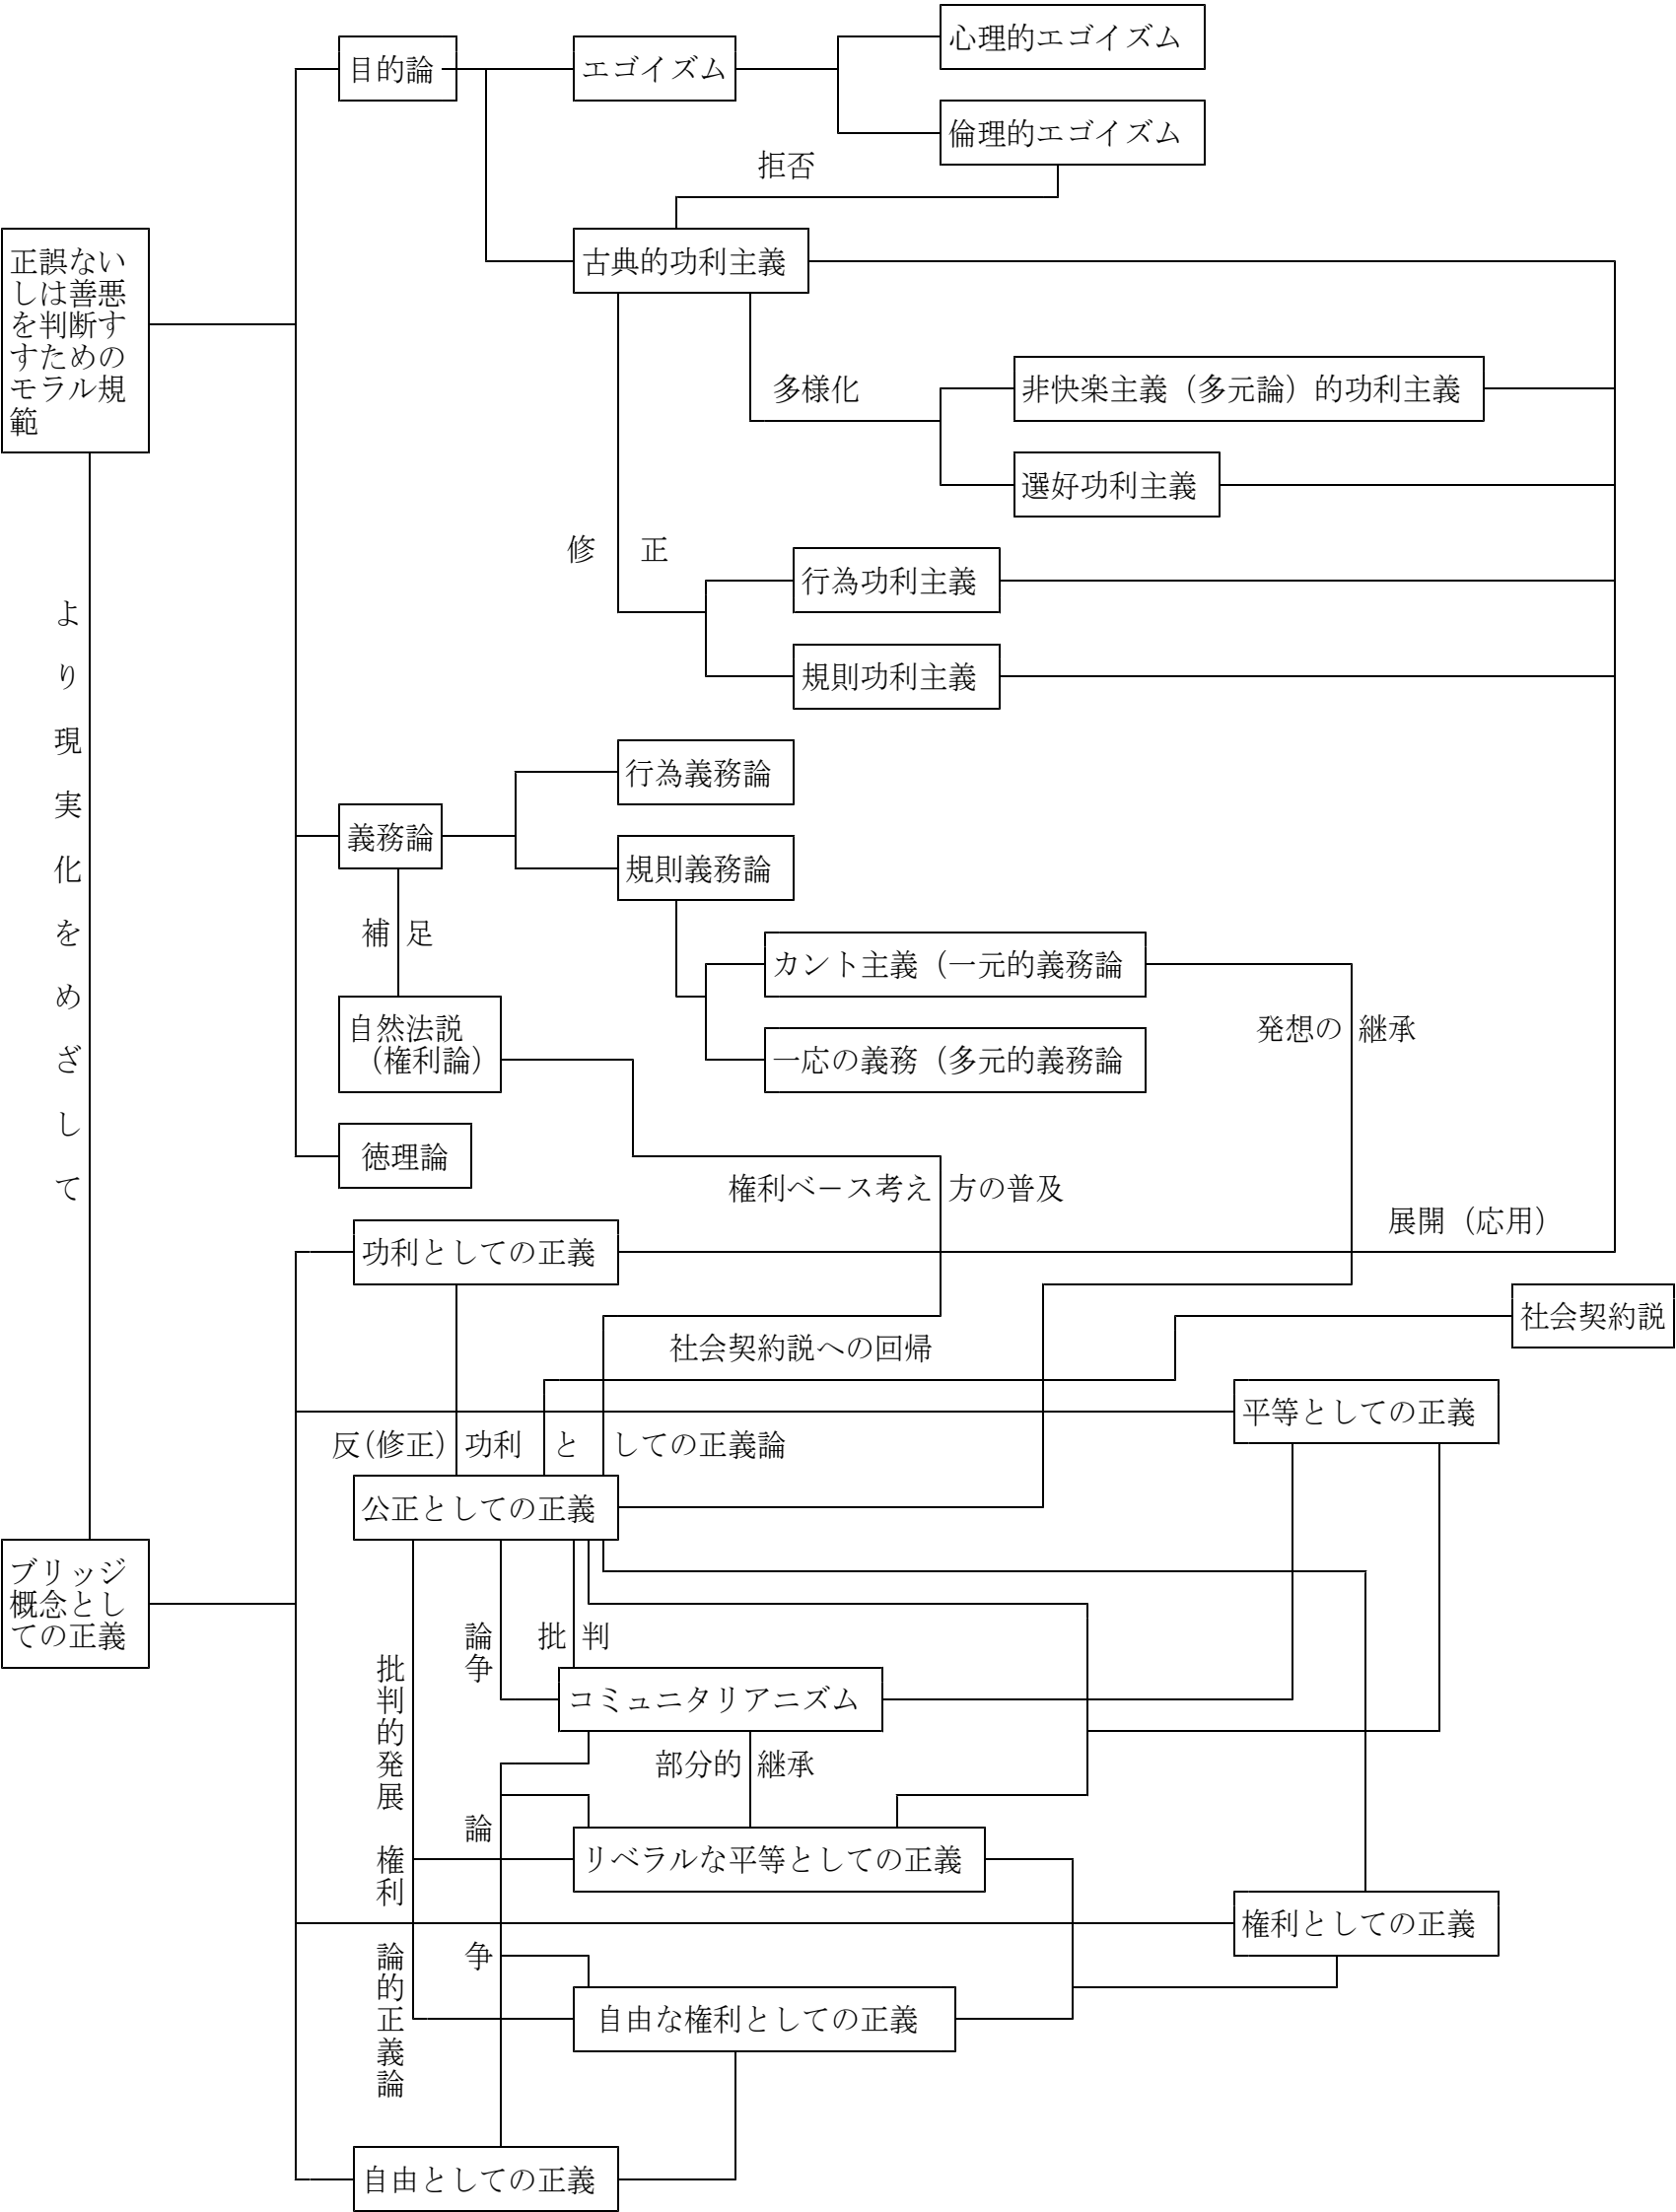 心理的エゴイズム
目的論
エゴイズム
倫理的エゴイズム
拒否
正誤ない
しは善悪
を判断す
すための
モラル規
範
古典的功利主義
多様化
非快楽主義（多元論）的功利主義
選好功利主義
修 正
行為功利主義
規則功利主義
より現実化をめざして
行為義務論
義務論
規則義務論
補足
カント主義（一元的義務論
発想の継承
自然法説
（権利論）
一応の義務（多元的義務論
徳理論
権利ベース考え方の普及
展開（応用）
功利としての正義
社会契約説
社会契約説への回帰
平等としての正義
反(修正) 功利としての正義論
公正としての正義
ブリッジ
概念とし
ての正義
論争
批判
批判的発展 権利論的正義論
コミュニタリアニズム
部分的継承
論争
リベラルな平等としての正義
権利としての正義
自由な権利としての正義
自由としての正義